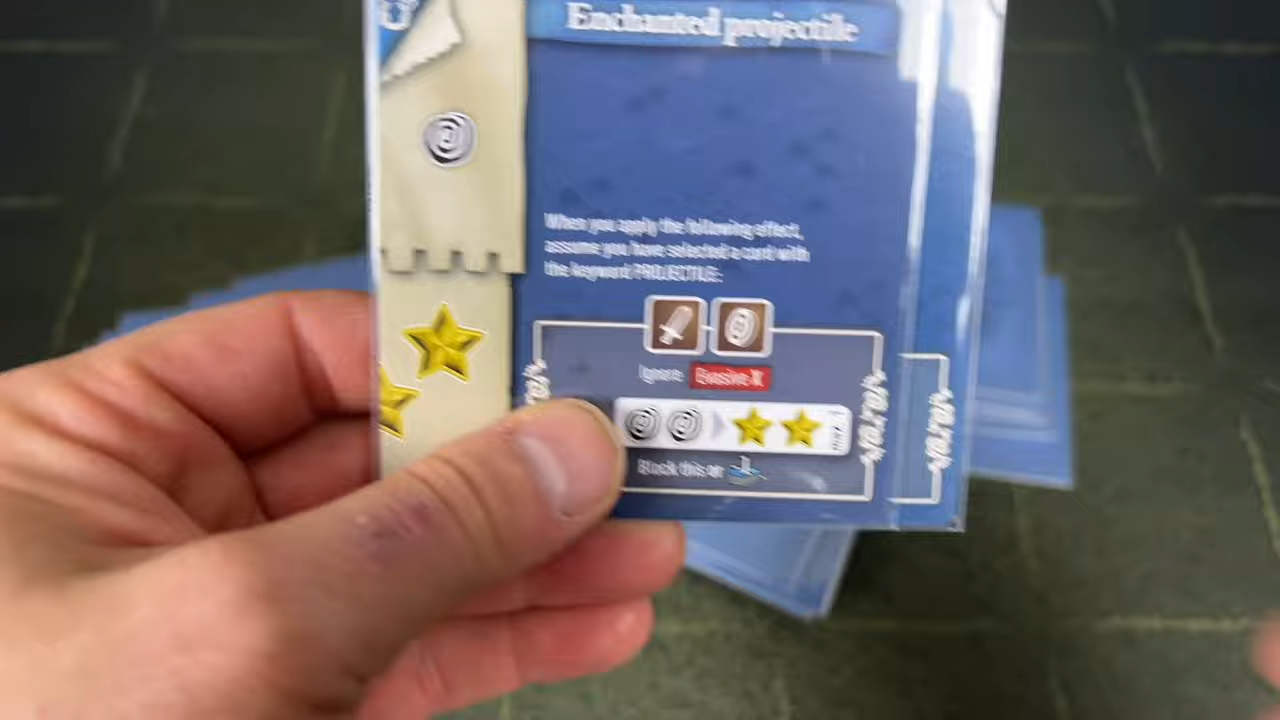 Enchanted projectile
When you apply the following effect,
assume you have selected a card with
the keyword PROJECTILE:
Ignore Evasive X
Block this or